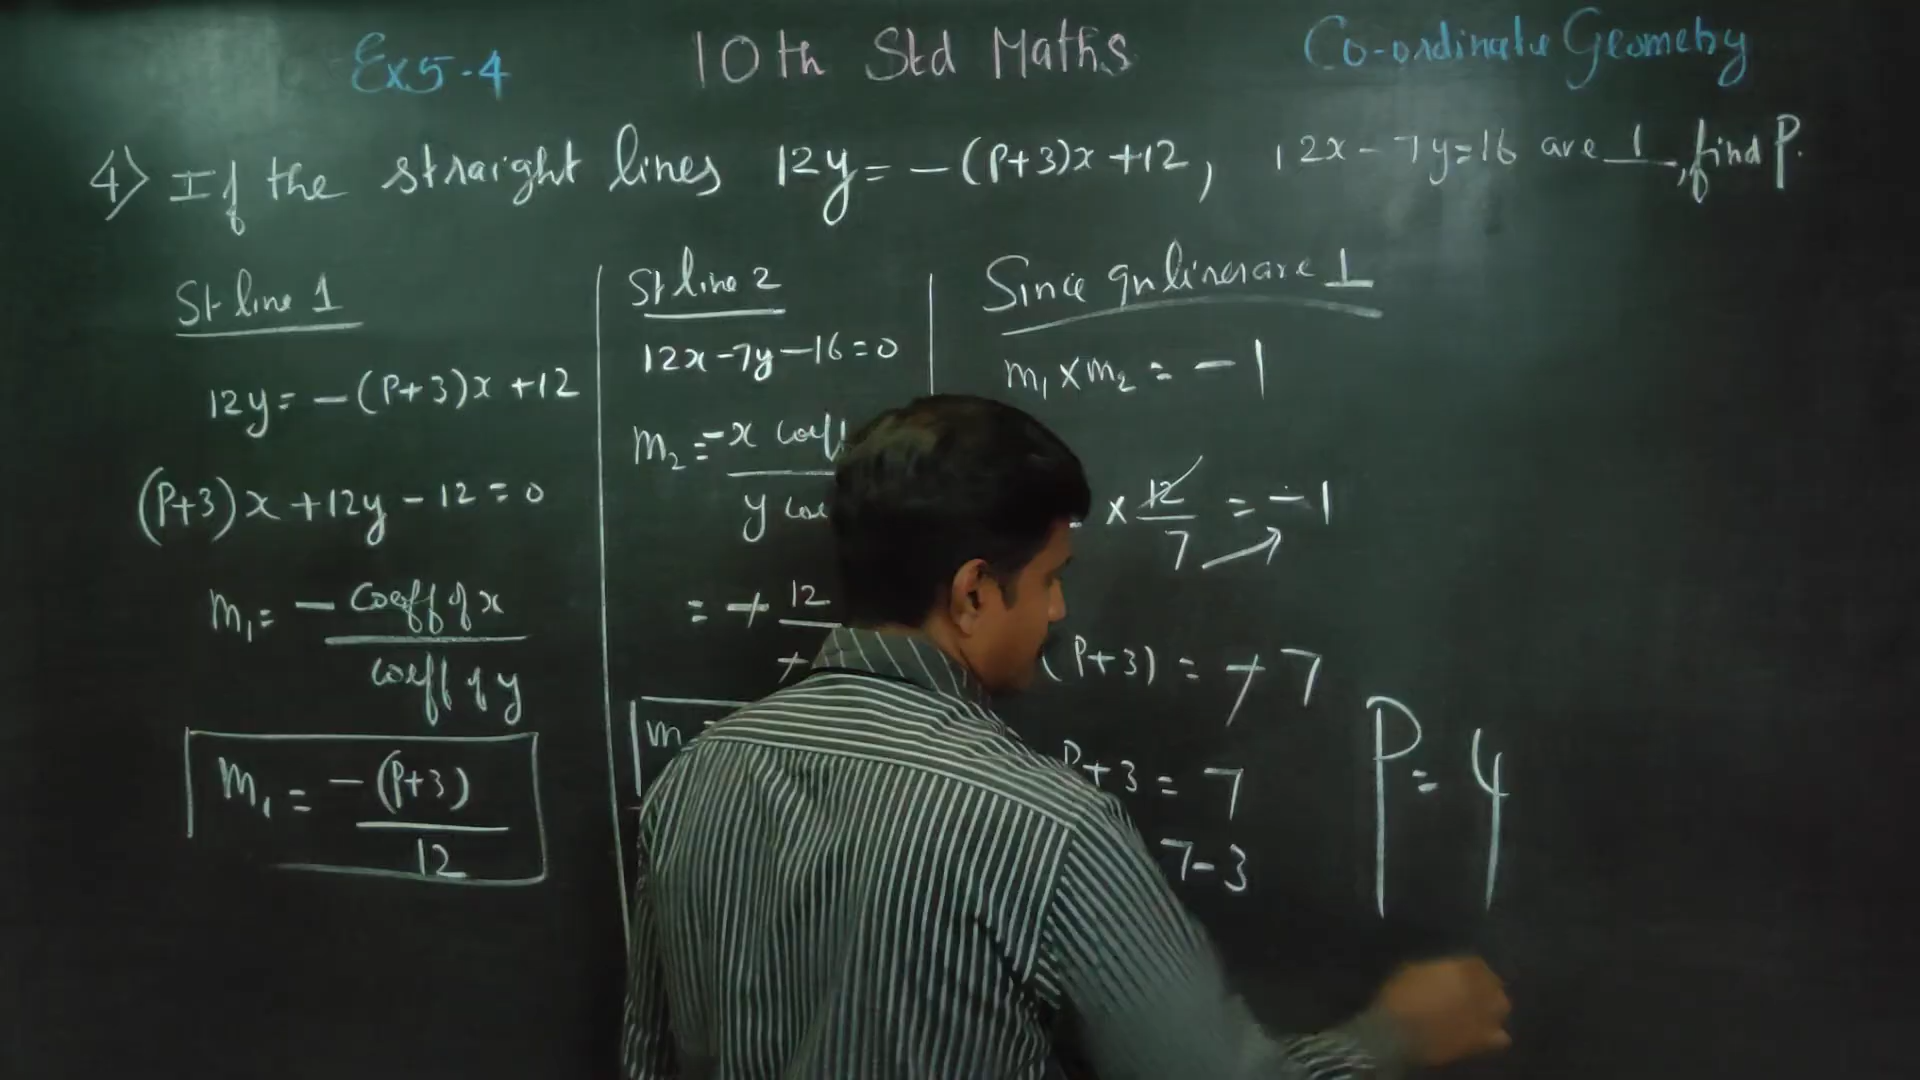 Ex5-4 10th Std Maths Co-ordinate Geometry
4) If the straight lines 12y = -(P+3)x +12, 12x - 7y = 16 are ⊥, find P.
St line 1
12y = -(P+3)x +12
(P+3)x +12y - 12 = 0
m₁ = - coeff of x
coeff of y
m₁ = -(P+3)
12
St line 2
12x-7y-16=0
m₂ = -x coeff
y
= + 12
+
m
Since gn lines are ⊥
m₁ x m₂ = -1
x 12 = -1
7
(P+3) = + 7
P+3 = 7
7-3
P = 4